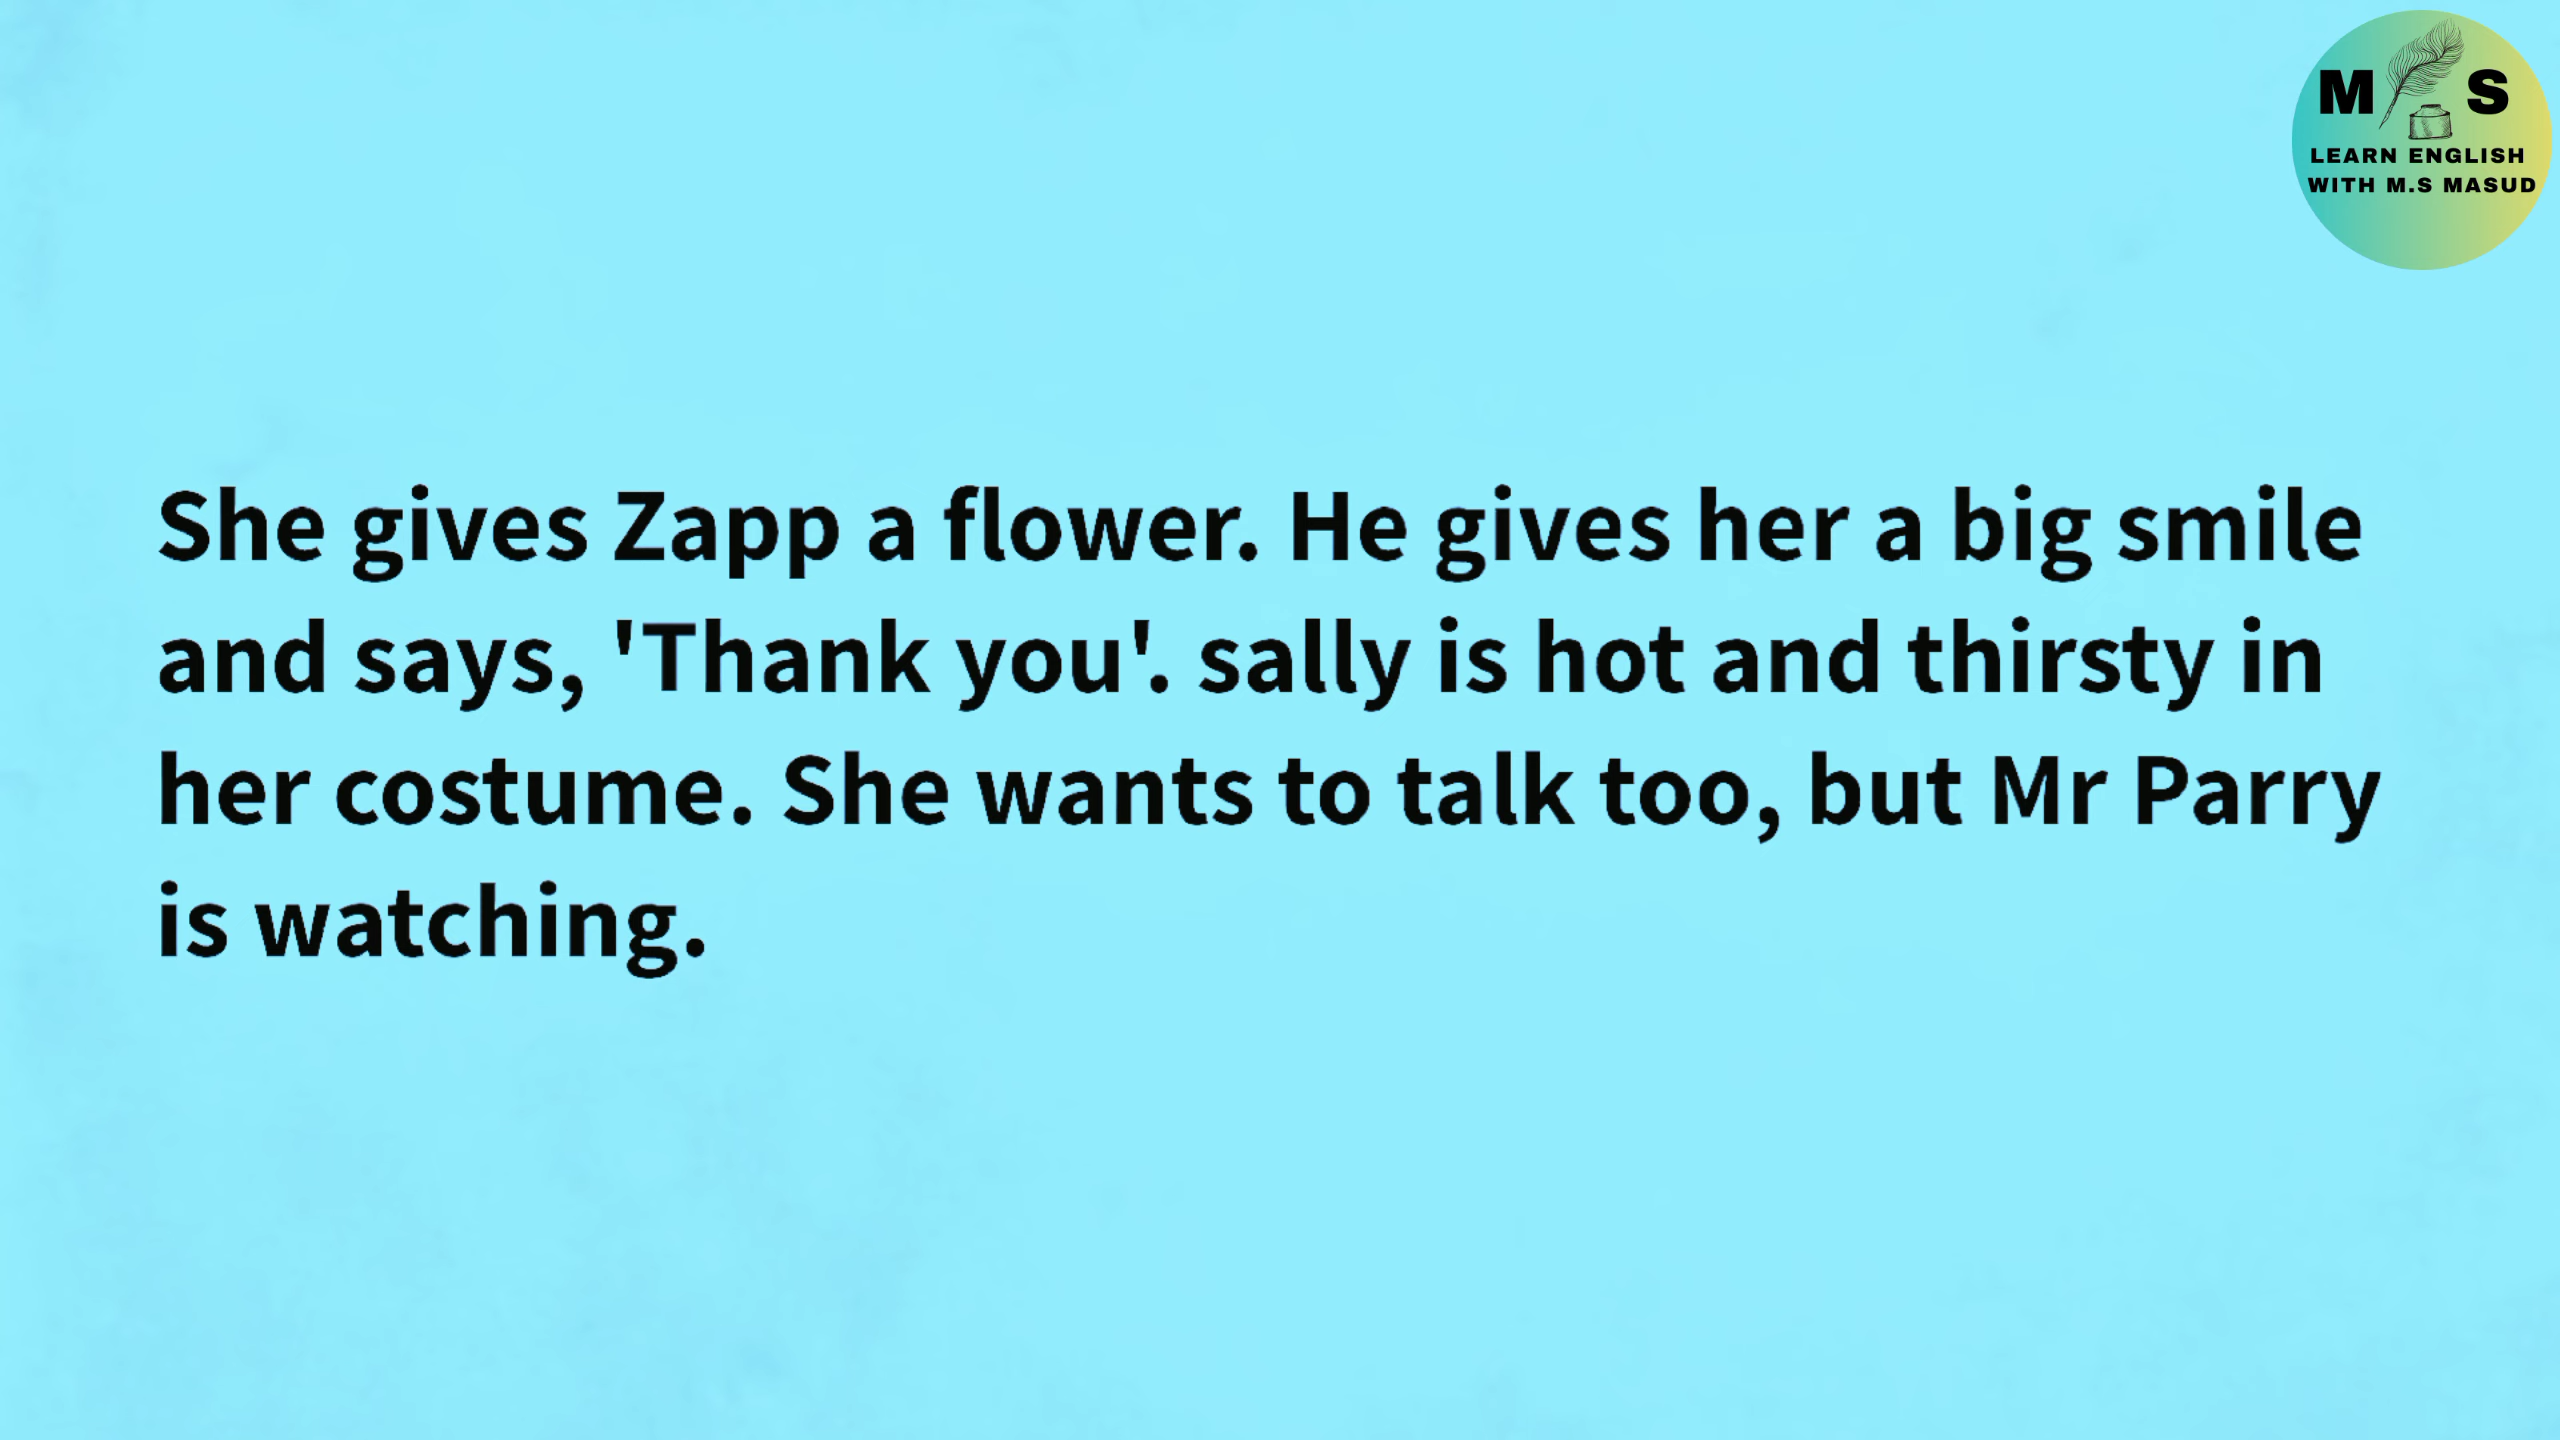 M S
LEARN ENGLISH
WITH M.S MASUD
She gives Zapp a flower. He gives her a big smile
and says, 'Thank you'. sally is hot and thirsty in
her costume. She wants to talk too, but Mr Parry
is watching.